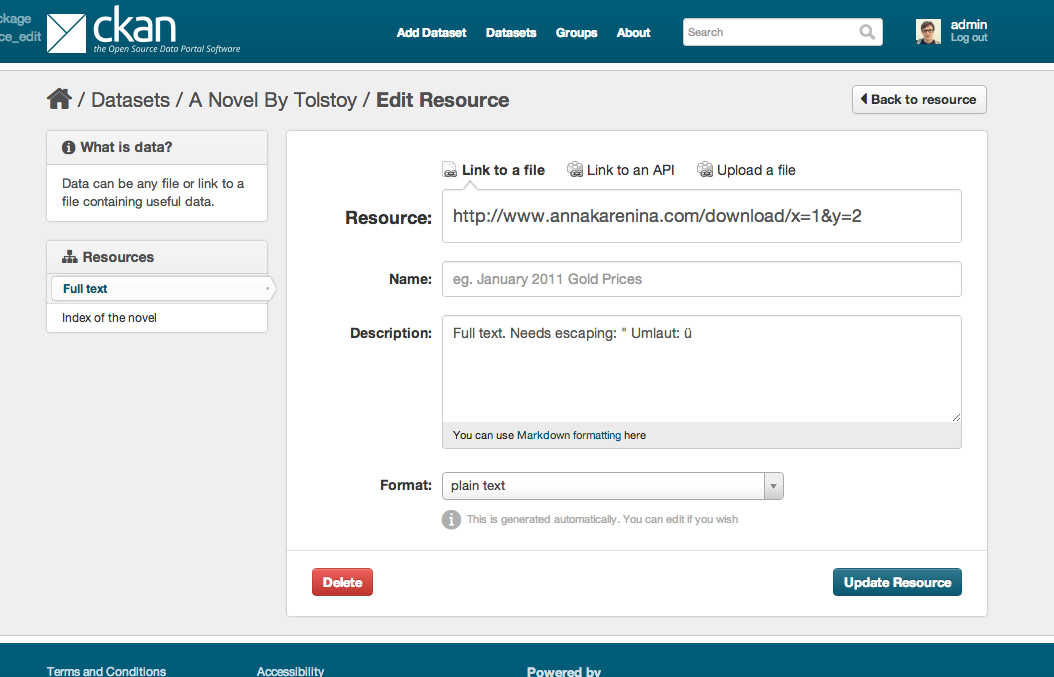 ckage
ce_edit
ckan
the Open Source Data Portal Software
Add Dataset Datasets Groups About
Search
admin
Log out
/ Datasets / A Novel By Tolstoy / Edit Resource
Back to resource
What is data?
Data can be any file or link to a
file containing useful data.
Resources
Full text
Index of the novel
Link to a file Link to an API Upload a file
Resource: http://www.annakarenina.com/download/x=1&y=2
Name: eg. January 2011 Gold Prices
Description: Full text. Needs escaping: " Umlaut: ü
You can use Markdown formatting here
Format: plain text
This is generated automatically. You can edit if you wish
Delete
Update Resource
Terms and Conditions Accessibility Powered by